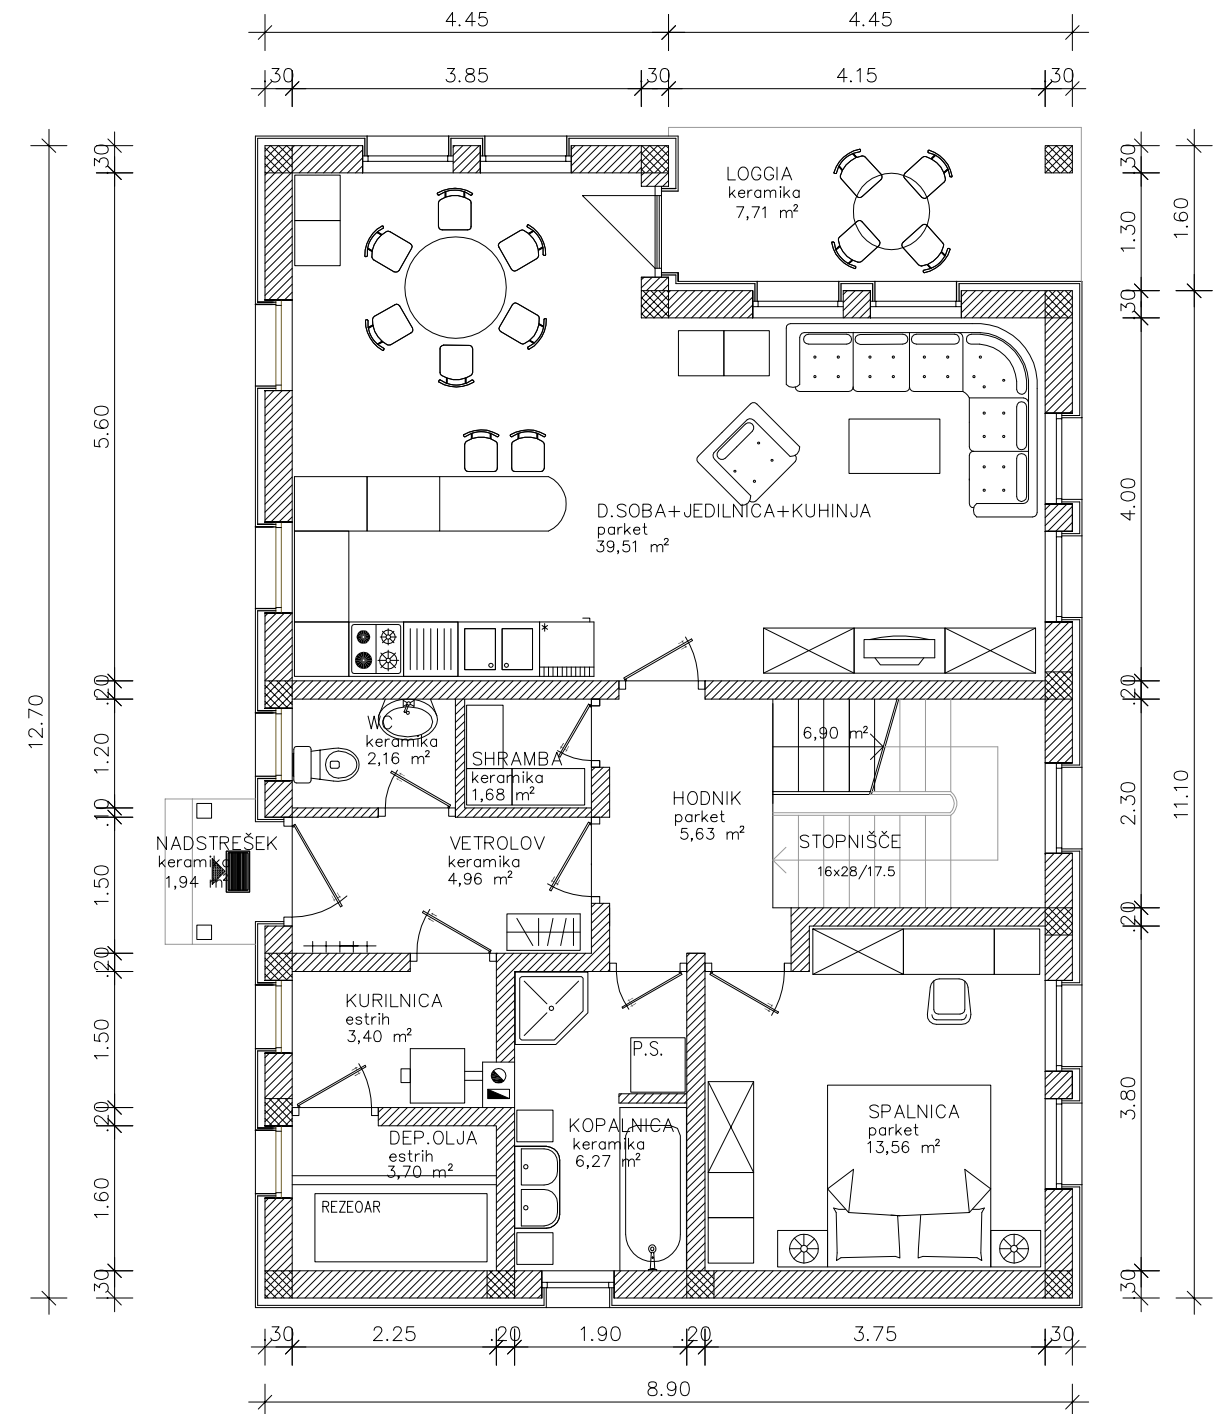 4.45
4.45
.30
3.85
.30
4.15
.30
LOGGIA
keramika
7,71 m²
D.SOBA+JEDILNICA+KUHINJA
parket
39,51 m²
*
WC
keramika
2,16 m²
SHRAMBA
keramika
1,68 m²
6,90 m²
HODNIK
parket
5,63 m²
STOPNIŠČE
16x28/17.5
NADSTREŠEK
keramika
1,94 m²
VETROLOV
keramika
4,96 m²
KURILNICA
estrih
3,40 m²
P.S.
DEP.OLJA
estrih
3,70 m²
REZEOAR
KOPALNICA
keramika
6,27 m²
SPALNICA
parket
13,56 m²
12.70
.30
5.60
.20
1.20
.10
1.50
.20
1.50
.20
1.60
.30
.30
1.30
.30
4.00
.20
2.30
.20
3.80
.30
1.60
11.10
.30
2.25
.20
1.90
.20
3.75
.30
8.90